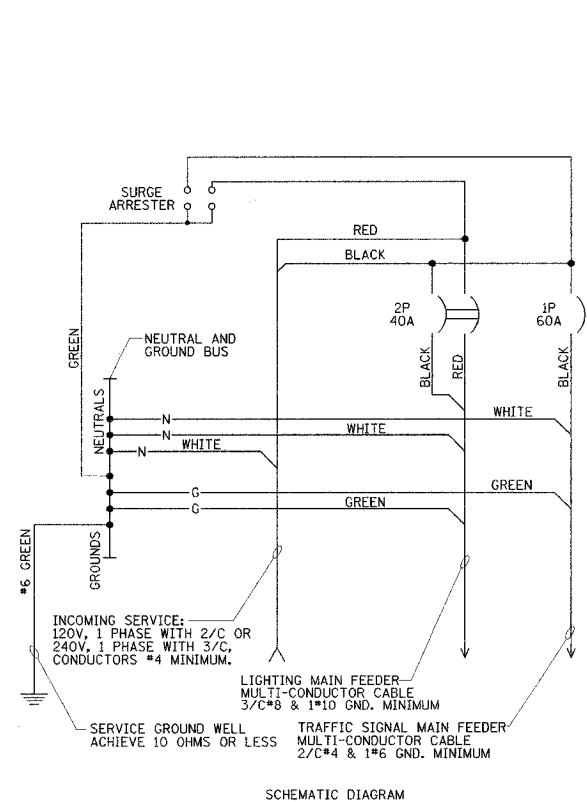 SURGE
ARRESTER
RED
BLACK
2P
40A
1P
60A
NEUTRAL AND
GROUND BUS
GREEN
BLACK
RED
BLACK
NEUTRALS
N
WHITE
N
WHITE
N
WHITE
G
GREEN
G
GREEN
#6 GREEN
GROUNDS
INCOMING SERVICE:
120V, 1 PHASE WITH 2/C OR
240V, 1 PHASE WITH 3/C,
CONDUCTORS #4 MINIMUM.
LIGHTING MAIN FEEDER
MULTI-CONDUCTOR CABLE
3/C#8 & 1#10 GND. MINIMUM
SERVICE GROUND WELL
ACHIEVE 10 OHMS OR LESS
TRAFFIC SIGNAL MAIN FEEDER
MULTI-CONDUCTOR CABLE
2/C#4 & 1#6 GND. MINIMUM
SCHEMATIC DIAGRAM